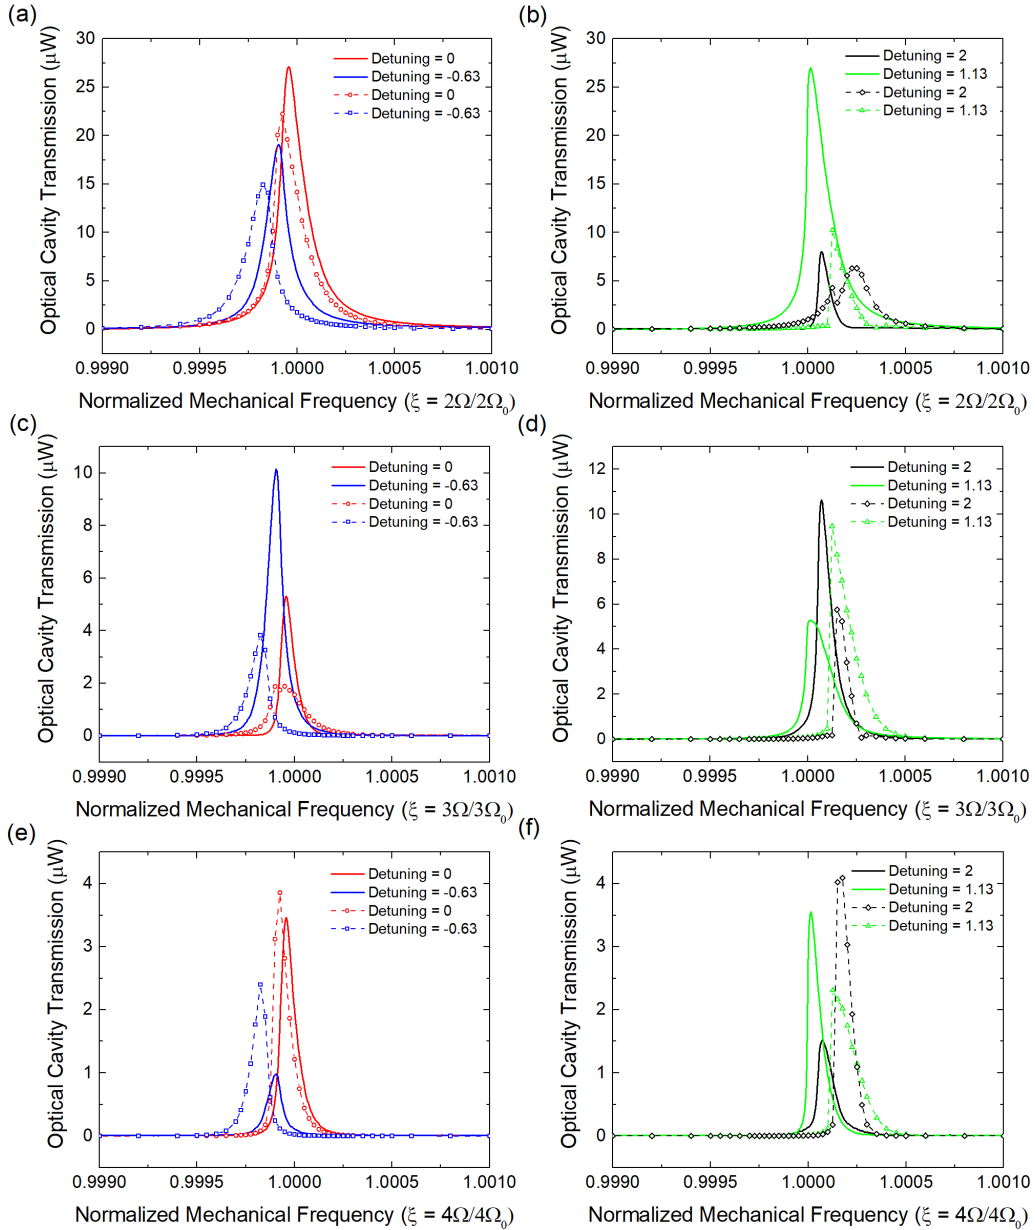 (a)
30
25
20
15
10
5
0
Optical Cavity Transmission (μW)
Detuning = 0
Detuning = -0.63
Detuning = 0
Detuning = -0.63
0.9990 0.9995 1.0000 1.0005 1.0010
Normalized Mechanical Frequency (ξ = 2Ω/2Ω₀)
(b)
30
25
20
15
10
5
0
Optical Cavity Transmission (μW)
Detuning = 2
Detuning = 1.13
Detuning = 2
Detuning = 1.13
0.9990 0.9995 1.0000 1.0005 1.0010
Normalized Mechanical Frequency (ξ = 2Ω/2Ω₀)
(c)
10
8
6
4
2
0
Optical Cavity Transmission (μW)
Detuning = 0
Detuning = -0.63
Detuning = 0
Detuning = -0.63
0.9990 0.9995 1.0000 1.0005 1.0010
Normalized Mechanical Frequency (ξ = 3Ω/3Ω₀)
(d)
12
10
8
6
4
2
0
Optical Cavity Transmission (μW)
Detuning = 2
Detuning = 1.13
Detuning = 2
Detuning = 1.13
0.9990 0.9995 1.0000 1.0005 1.0010
Normalized Mechanical Frequency (ξ = 3Ω/3Ω₀)
(e)
4
3
2
1
0
Optical Cavity Transmission (μW)
Detuning = 0
Detuning = -0.63
Detuning = 0
Detuning = -0.63
0.9990 0.9995 1.0000 1.0005 1.0010
Normalized Mechanical Frequency (ξ = 4Ω/4Ω₀)
(f)
4
3
2
1
0
Optical Cavity Transmission (μW)
Detuning = 2
Detuning = 1.13
Detuning = 2
Detuning = 1.13
0.9990 0.9995 1.0000 1.0005 1.0010
Normalized Mechanical Frequency (ξ = 4Ω/4Ω₀)